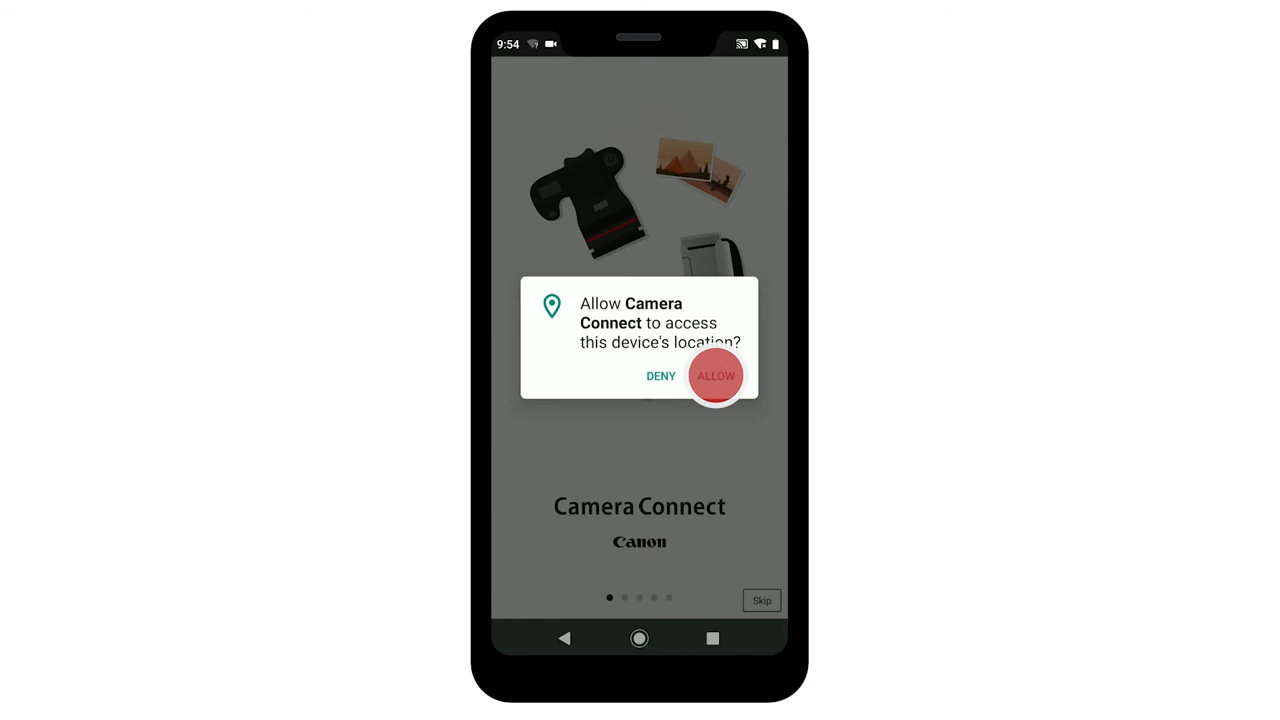 9:54
Allow Camera
Connect to access
this device's location?
DENY ALLOW
Camera Connect
Canon
Skip